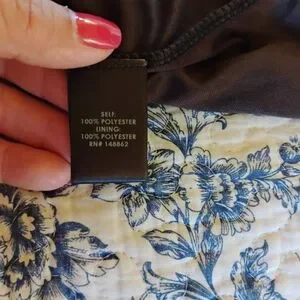 SELF:
100% POLYESTER
LINING:
100% POLYESTER
RN# 148862